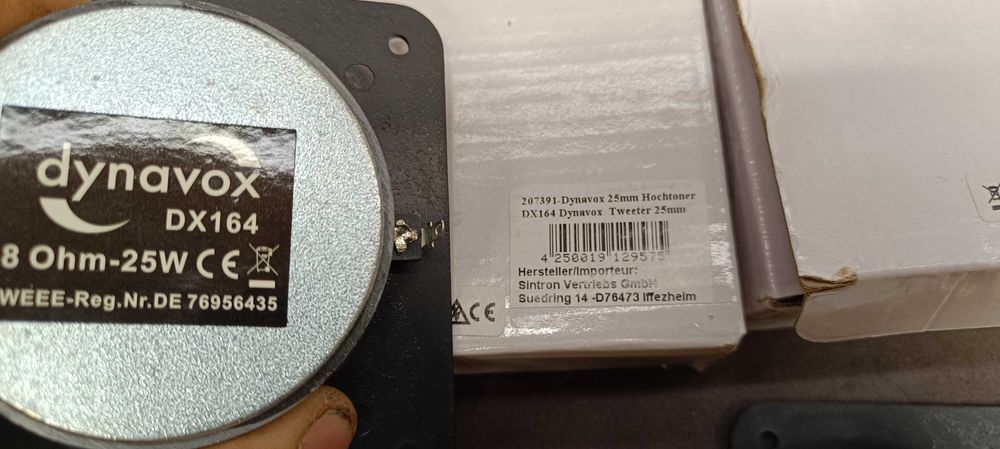 dynavox
DX164
8 Ohm-25W CE
WEEE-Reg.Nr.DE 76956435
207391-Dynavox 25mm Hochtoner
DX164 Dynavox Tweeter 25mm
4 250019 129575
Hersteller/Importeur:
Sintron Vertriebs GmbH
Suedring 14 -D76473 Iffezheim
CE